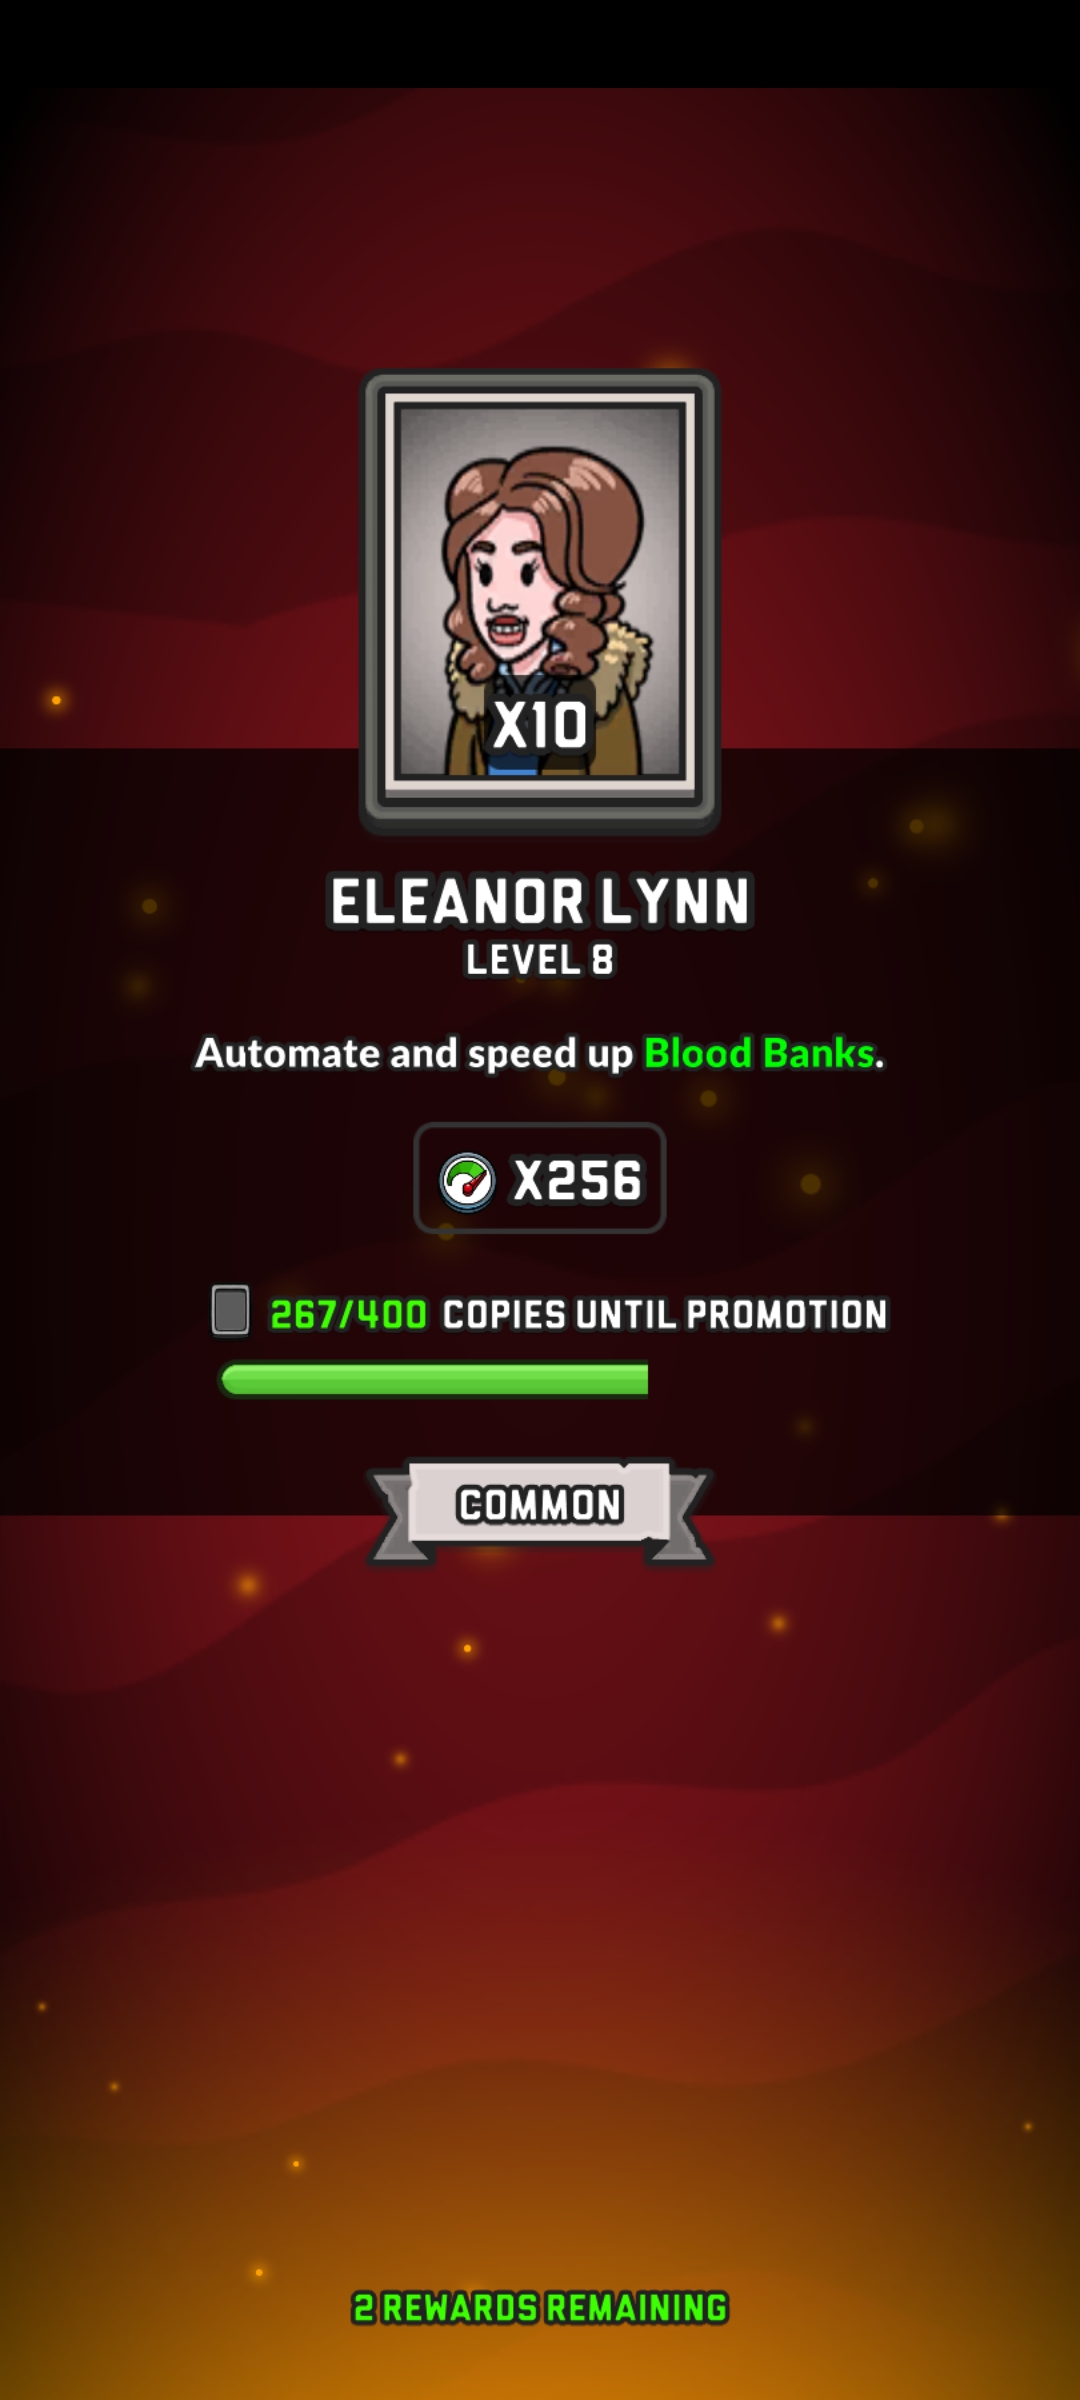 X10
ELEANOR LYNN
LEVEL 8
Automate and speed up Blood Banks.
X256
267/400 COPIES UNTIL PROMOTION
COMMON
2 REWARDS REMAINING